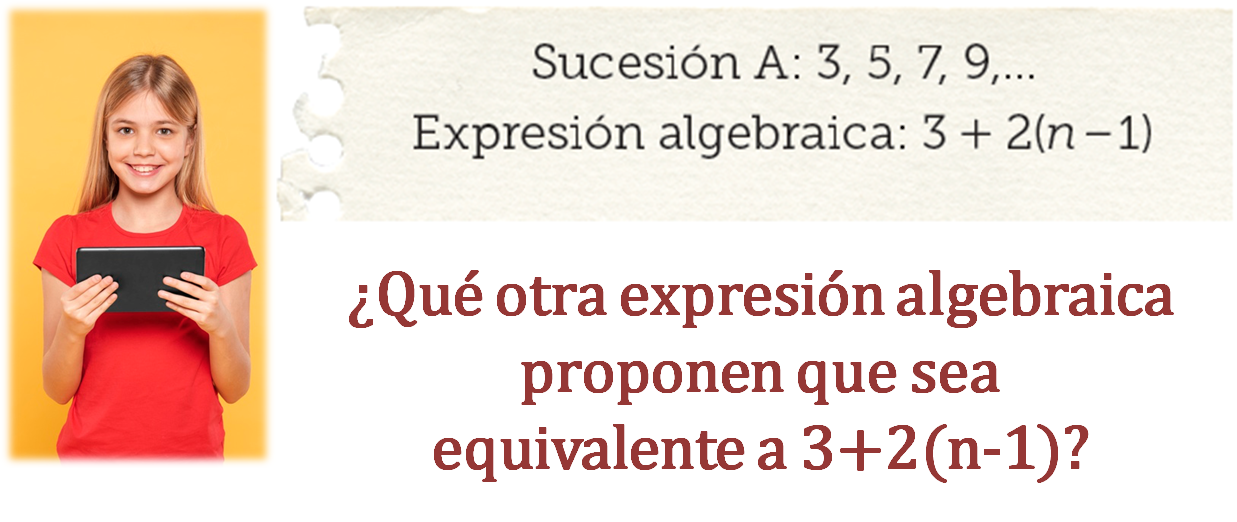 Sucesión A: 3, 5, 7, 9,...
Expresión algebraica: 3 + 2(n – 1)
¿Qué otra expresión algebraica
proponen que sea
equivalente a 3+2(n-1)?